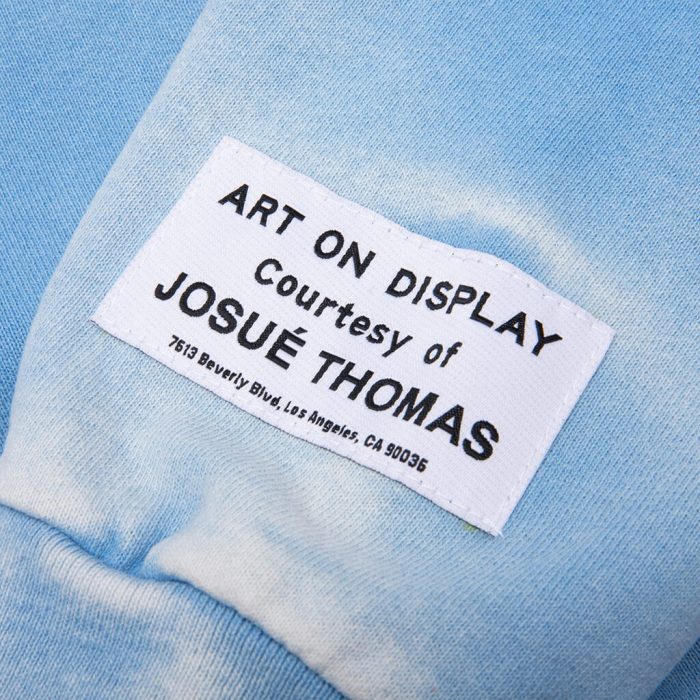 ART ON DISPLAY
Courtesy of
JOSUÉ THOMAS
7613 Beverly Blvd, Los Angeles, CA 90036